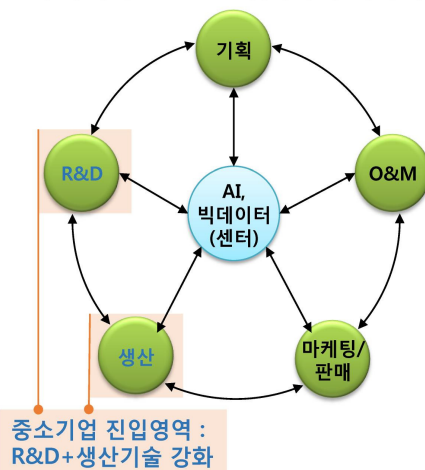 기획
R&D
O&M
AI,
빅데이터
(센터)
생산
마케팅/
판매
중소기업 진입영역 :
R&D+생산기술 강화